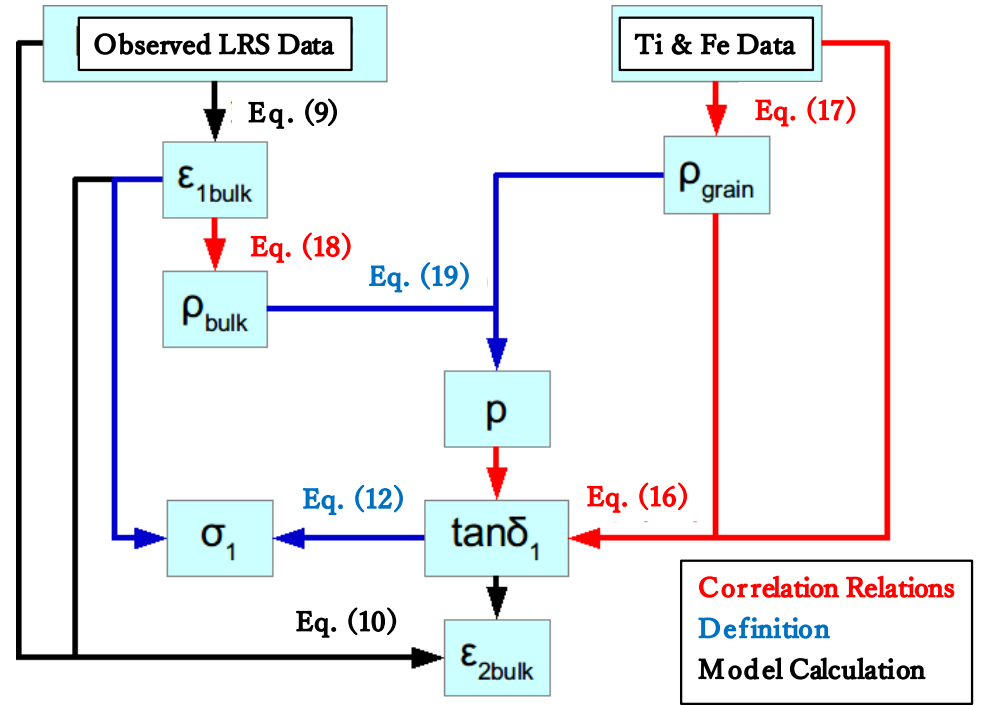 Observed LRS Data
Ti & Fe Data
Eq. (9)
Eq. (17)
ε1bulk
ρgrain
Eq. (18)
Eq. (19)
ρbulk
p
Eq. (12)
Eq. (16)
σ1
tanδ1
Correlation Relations
Definition
Model Calculation
Eq. (10)
ε2bulk